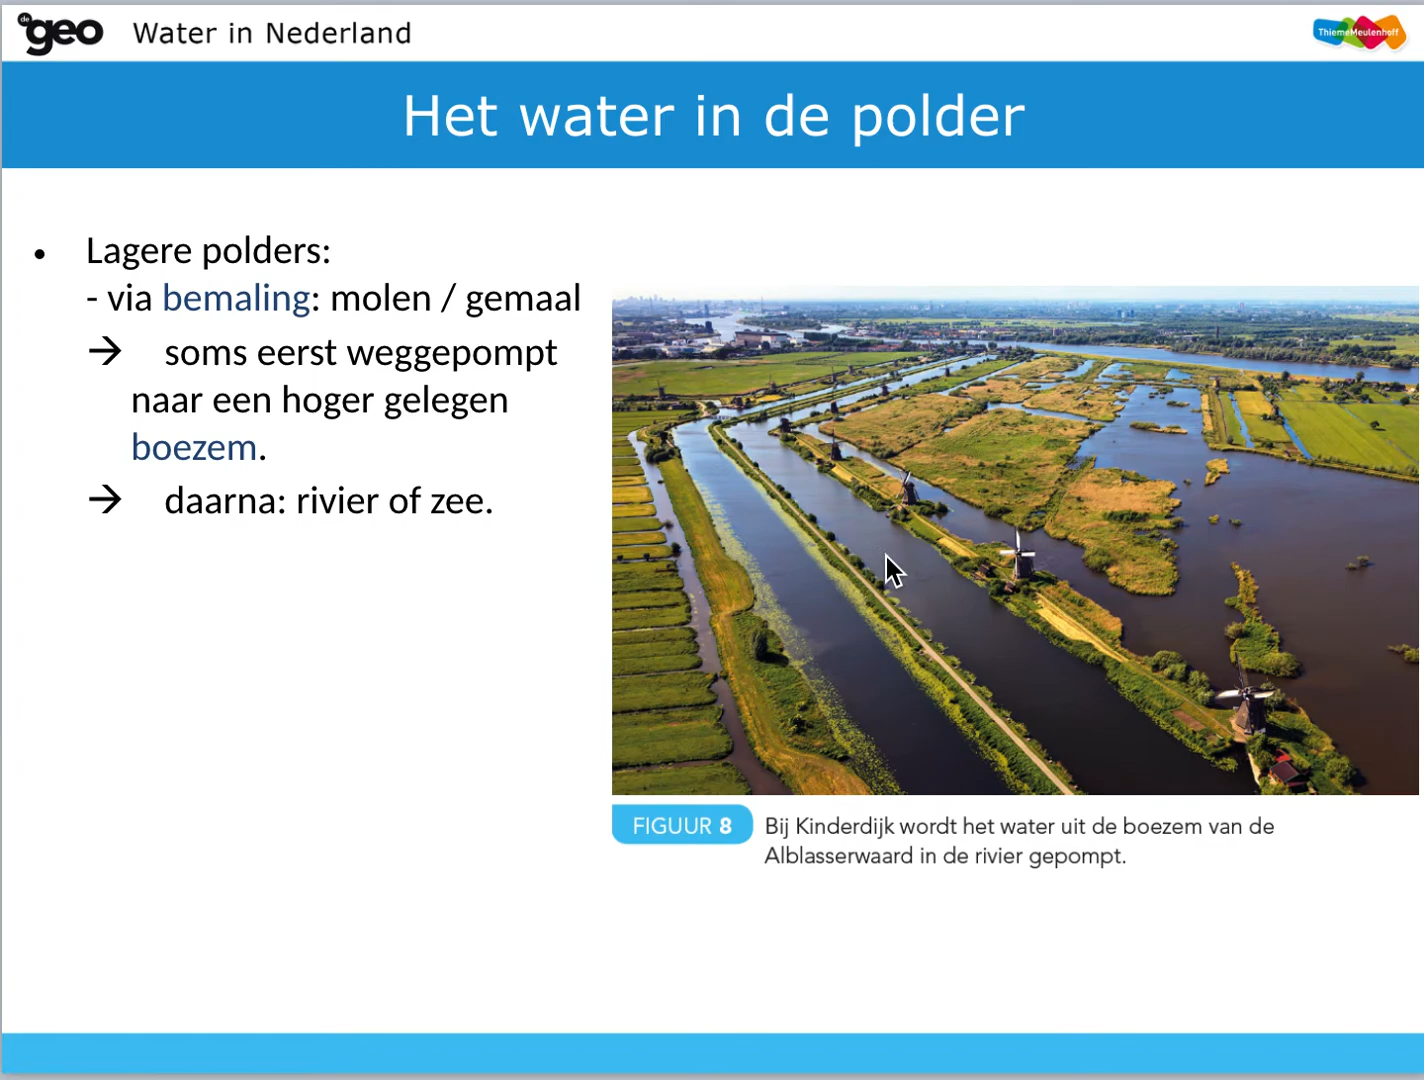 de geo
Water in Nederland
ThiemeMeulenhoff
Het water in de polder
• Lagere polders:
- via bemaling: molen / gemaal
→ soms eerst weggepompt
naar een hoger gelegen
boezem.
→ daarna: rivier of zee.
FIGUUR 8
Bij Kinderdijk wordt het water uit de boezem van de
Alblasserwaard in de rivier gepompt.